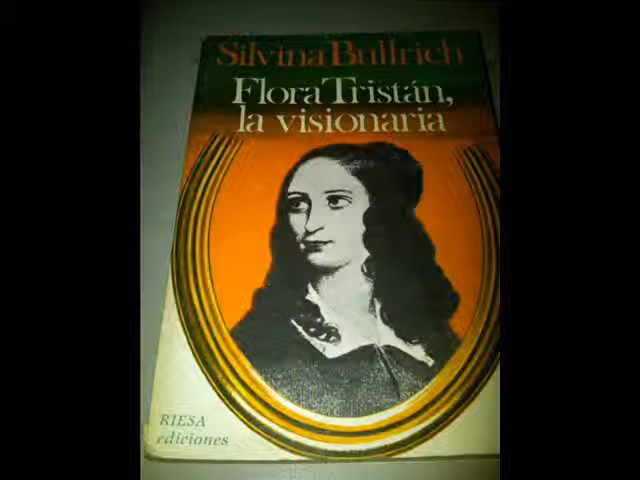 Silvina Bullrich
Flora Tristán,
la visionaria
RIESA
ediciones